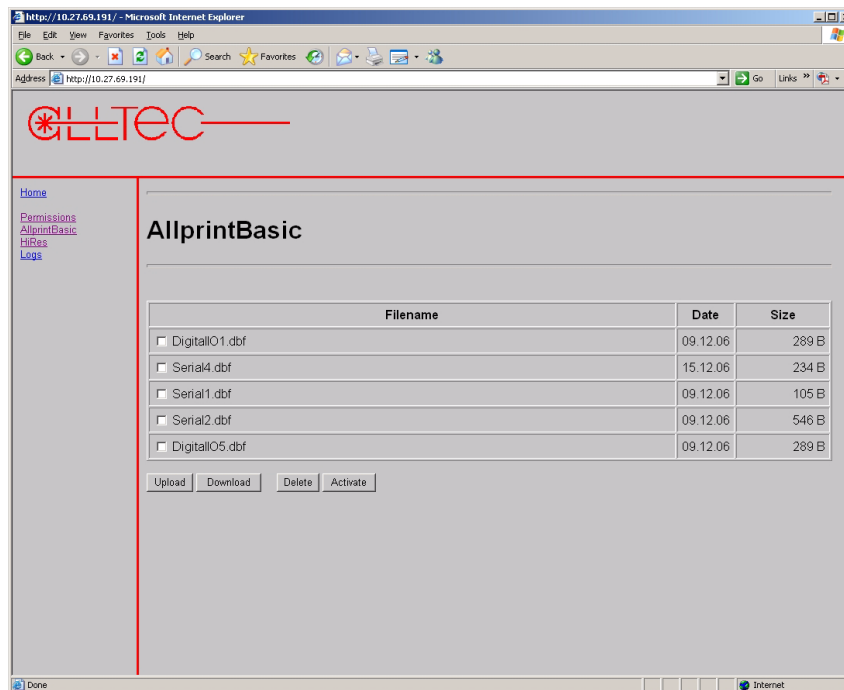 http://10.27.69.191/ - Microsoft Internet Explorer
File Edit View Favorites Tools Help
Back Search Favorites
Address http://10.27.69.191/ Go Links »
ALLTEC
Home
Permissions
AllprintBasic
HiRes
Logs
AllprintBasic
Filename Date Size
DigitalIO1.dbf 09.12.06 289 B
Serial4.dbf 15.12.06 234 B
Serial1.dbf 09.12.06 105 B
Serial2.dbf 09.12.06 546 B
DigitalIO5.dbf 09.12.06 289 B
Upload Download Delete Activate
Done Internet